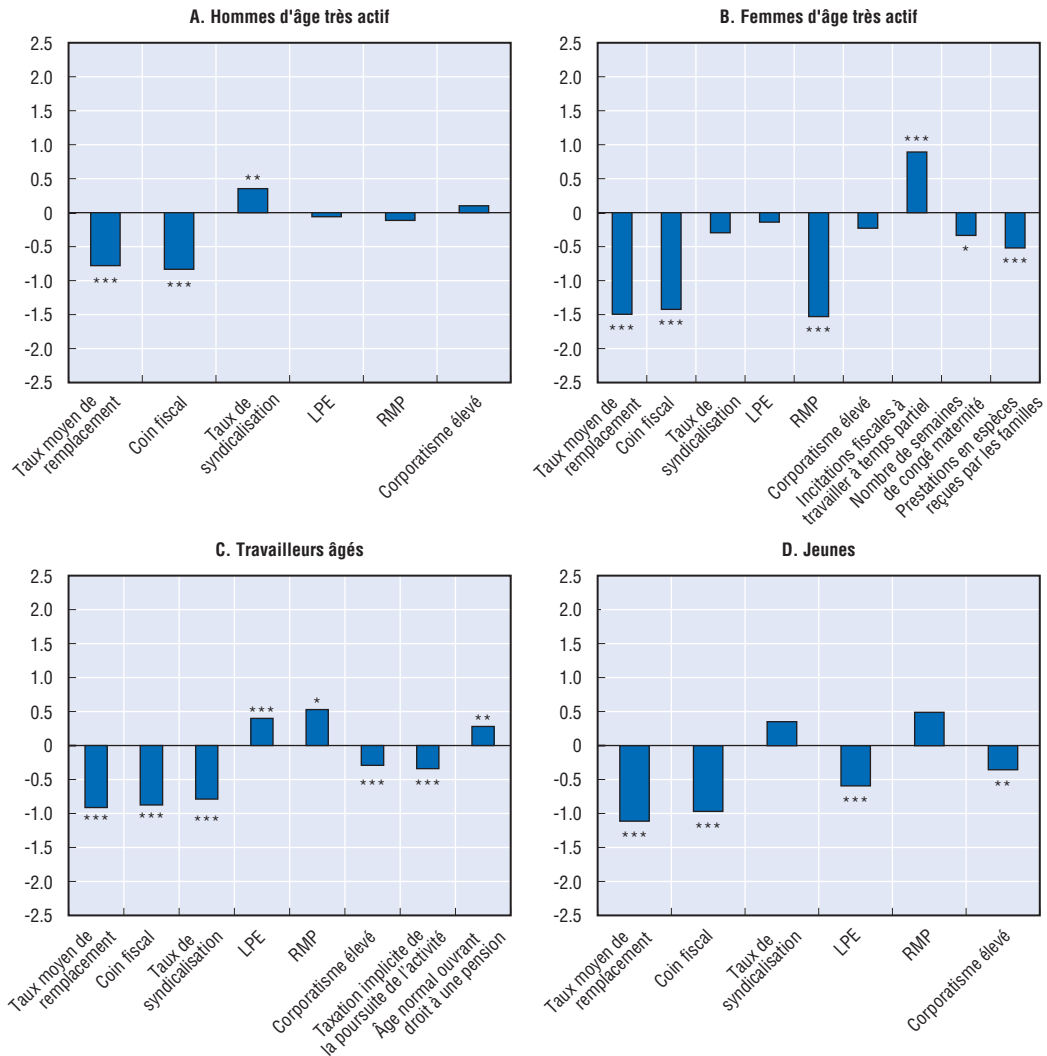 A. Hommes d'âge très actif
2.5
2.0
1.5
1.0
0.5
0
-0.5
-1.0
-1.5
-2.0
-2.5
***
***
**
Taux moyen de
remplacement
Coin fiscal
Taux de
syndicalisation
LPE
RMP
Corporatisme élevé
B. Femmes d'âge très actif
2.5
2.0
1.5
1.0
0.5
0
-0.5
-1.0
-1.5
-2.0
-2.5
***
***
***
***
*
***
Taux moyen de
remplacement
Coin fiscal
Taux de
syndicalisation
LPE
RMP
Corporatisme élevé
Incitations fiscales à
travailler à temps partiel
Nombre de semaines
de congé maternité
Prestations en espèces
reçues par les familles
C. Travailleurs âgés
2.5
2.0
1.5
1.0
0.5
0
-0.5
-1.0
-1.5
-2.0
-2.5
***
***
***
***
*
***
***
**
Taux moyen de
remplacement
Coin fiscal
Taux de
syndicalisation
LPE
RMP
Corporatisme élevé
Taxation implicite de
la poursuite de l'activité
Âge normal ouvrant
droit à une pension
D. Jeunes
2.5
2.0
1.5
1.0
0.5
0
-0.5
-1.0
-1.5
-2.0
-2.5
***
***
***
**
Taux moyen de
remplacement
Coin fiscal
Taux de
syndicalisation
LPE
RMP
Corporatisme élevé